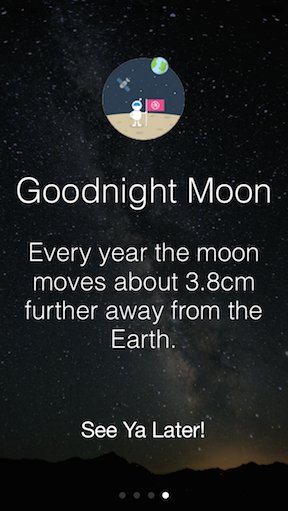 Goodnight Moon
Every year the moon
moves about 3.8cm
further away from the
Earth.
See Ya Later!